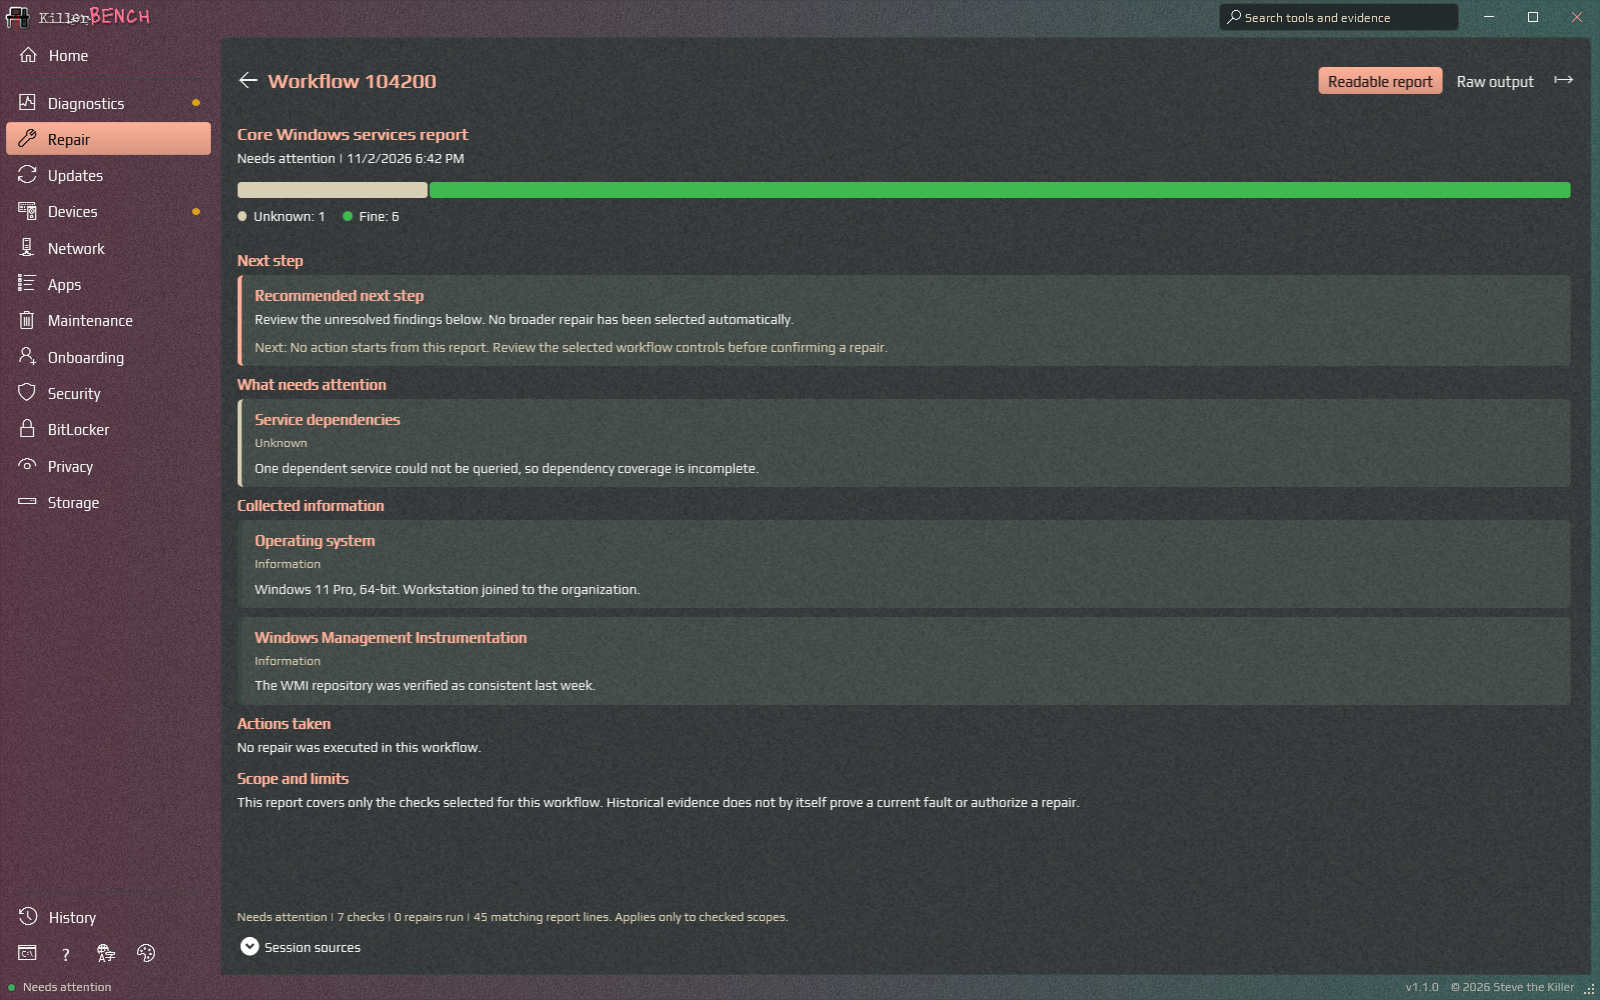 KillerBENCH
Search tools and evidence
Home
Diagnostics
Repair
Updates
Devices
Network
Apps
Maintenance
Onboarding
Security
BitLocker
Privacy
Storage
History
Workflow 104200
Readable report
Raw output
Core Windows services report
Needs attention | 11/2/2026 6:42 PM
Unknown: 1
Fine: 6
Next step
Recommended next step
Review the unresolved findings below. No broader repair has been selected automatically.
Next: No action starts from this report. Review the selected workflow controls before confirming a repair.
What needs attention
Service dependencies
Unknown
One dependent service could not be queried, so dependency coverage is incomplete.
Collected information
Operating system
Information
Windows 11 Pro, 64-bit. Workstation joined to the organization.
Windows Management Instrumentation
Information
The WMI repository was verified as consistent last week.
Actions taken
No repair was executed in this workflow.
Scope and limits
This report covers only the checks selected for this workflow. Historical evidence does not by itself prove a current fault or authorize a repair.
Needs attention | 7 checks | 0 repairs run | 45 matching report lines. Applies only to checked scopes.
Session sources
Needs attention
v1.1.0 © 2026 Steve the Killer